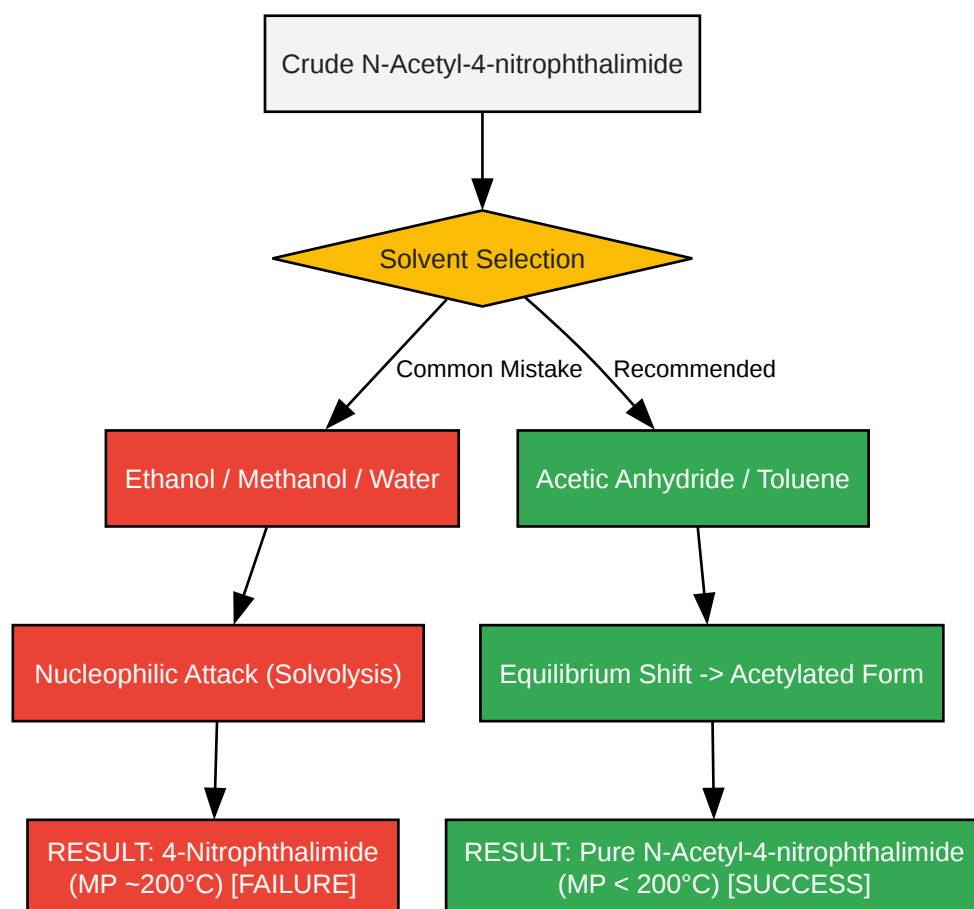 Crude N-Acetyl-4-nitrophthalimide
Solvent Selection
Common Mistake
Recommended
Ethanol / Methanol / Water
Acetic Anhydride / Toluene
Nucleophilic Attack (Solvolysis)
Equilibrium Shift -> Acetylated Form
RESULT: 4-Nitrophthalimide
(MP ~200°C) [FAILURE]
RESULT: Pure N-Acetyl-4-nitrophthalimide
(MP < 200°C) [SUCCESS]